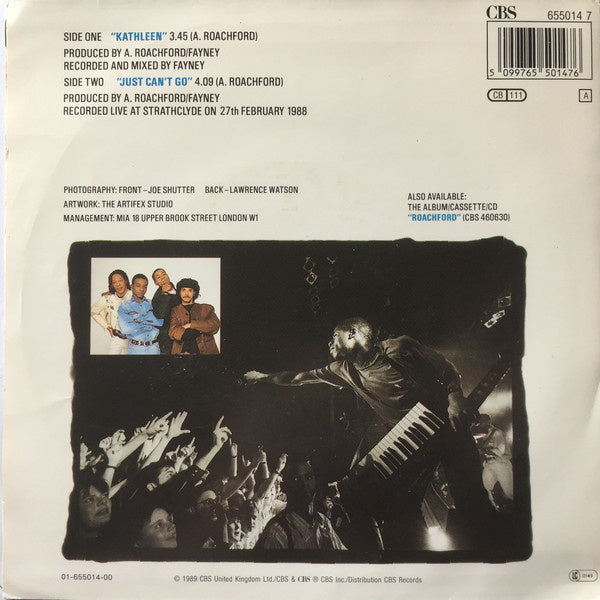 CBS 655014 7
SIDE ONE "KATHLEEN" 3.45 (A. ROACHFORD)
PRODUCED BY A. ROACHFORD/FAYNEY
RECORDED AND MIXED BY FAYNEY
SIDE TWO "JUST CAN'T GO" 4.09 (A. ROACHFORD)
PRODUCED BY A. ROACHFORD/FAYNEY
RECORDED LIVE AT STRATHCLYDE ON 27th FEBRUARY 1988
5 099765 501476
CB 111 A
PHOTOGRAPHY: FRONT–JOE SHUTTER BACK–LAWRENCE WATSON
ARTWORK: THE ARTIFEX STUDIO
MANAGEMENT: MIA 18 UPPER BROOK STREET LONDON W1
ALSO AVAILABLE:
THE ALBUM/CASSETTE/CD
"ROACHFORD" (CBS 460630)
01-655014-00
© 1989 CBS United Kingdom Ltd./CBS & CBS ® CBS Inc./Distribution CBS Records
LC 0149